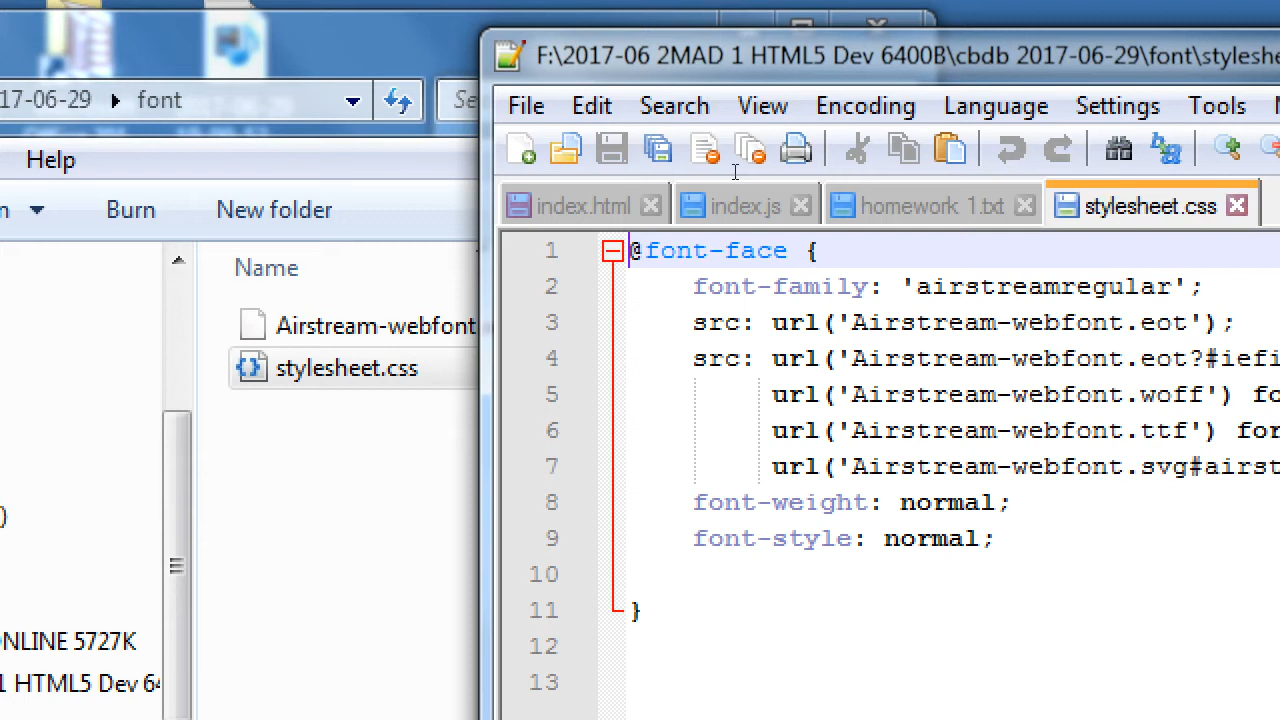 F:\2017-06 2MAD 1 HTML5 Dev 6400B\cbdb 2017-06-29\font\styleshe
17-06-29 ▸ font
Se
File Edit Search View Encoding Language Settings Tools
Help
Burn New folder
index.html index.js homework 1.txt stylesheet.css
Name
Airstream-webfont
stylesheet.css
1 @font-face {
2 font-family: 'airstreamregular';
3 src: url('Airstream-webfont.eot');
4 src: url('Airstream-webfont.eot?#iefi
5 url('Airstream-webfont.woff') fo
6 url('Airstream-webfont.ttf') for
7 url('Airstream-webfont.svg#airst
8 font-weight: normal;
9 font-style: normal;
10
11 }
12
13
NLINE 5727K
1 HTML5 Dev 64